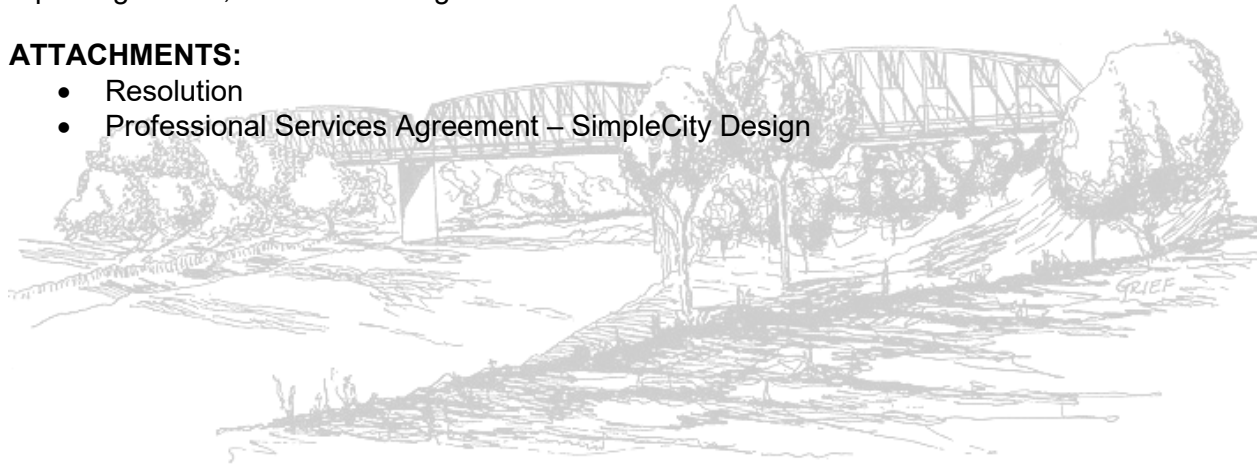 ATTACHMENTS:
• Resolution
• Professional Services Agreement – SimpleCity Design
GRIEF